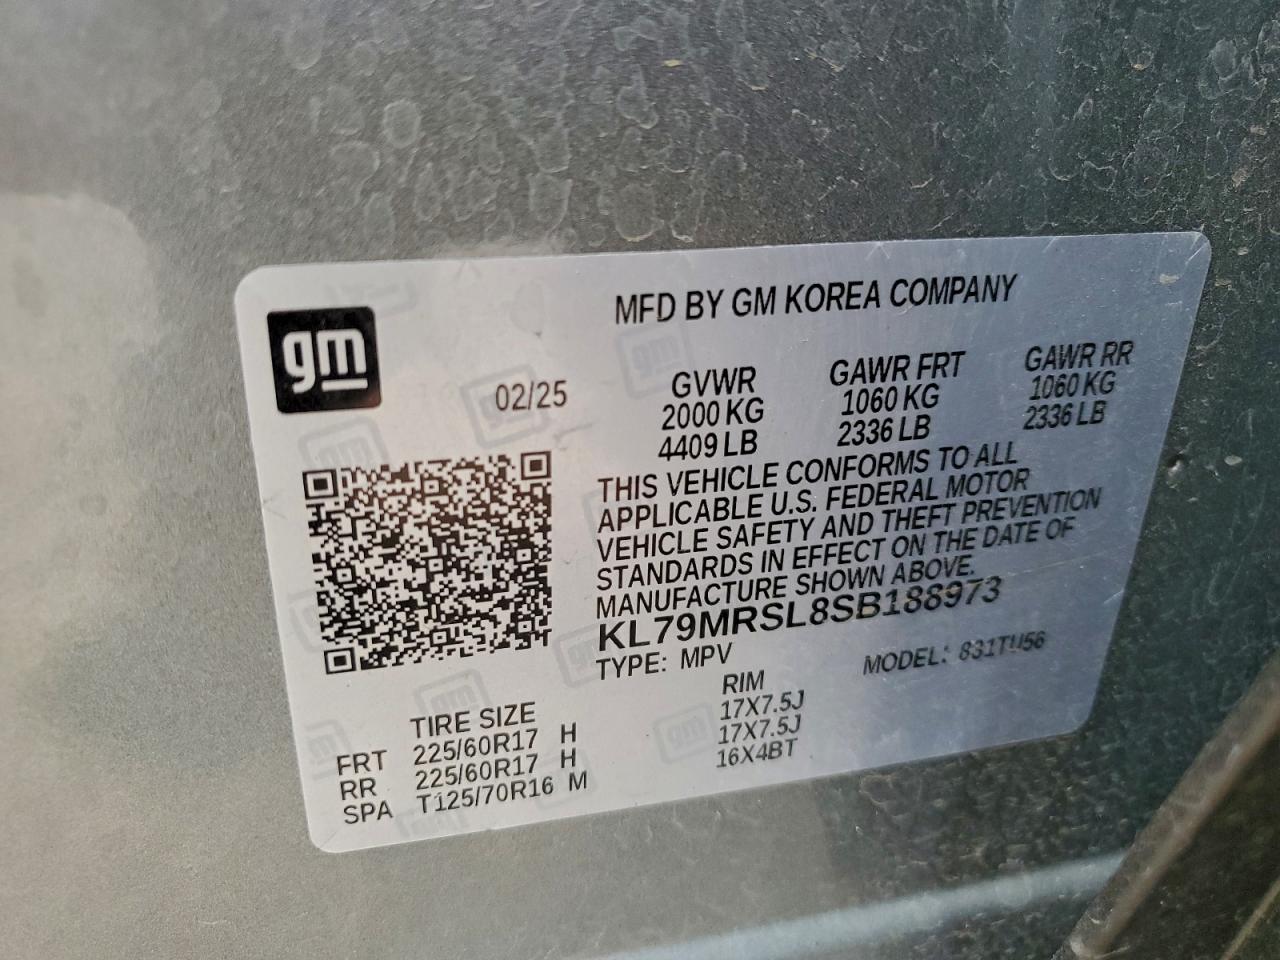 gm
MFD BY GM KOREA COMPANY
02/25
GVWR GAWR FRT GAWR RR
2000 KG 1060 KG 1060 KG
4409 LB 2336 LB 2336 LB
THIS VEHICLE CONFORMS TO ALL
APPLICABLE U.S. FEDERAL MOTOR
VEHICLE SAFETY AND THEFT PREVENTION
STANDARDS IN EFFECT ON THE DATE OF
MANUFACTURE SHOWN ABOVE.
KL79MRSL8SB188973
TYPE: MPV MODEL: 831TU56
TIRE SIZE RIM
FRT 225/60R17 H 17X7.5J
RR 225/60R17 H 17X7.5J
SPA T125/70R16 M 16X4BT